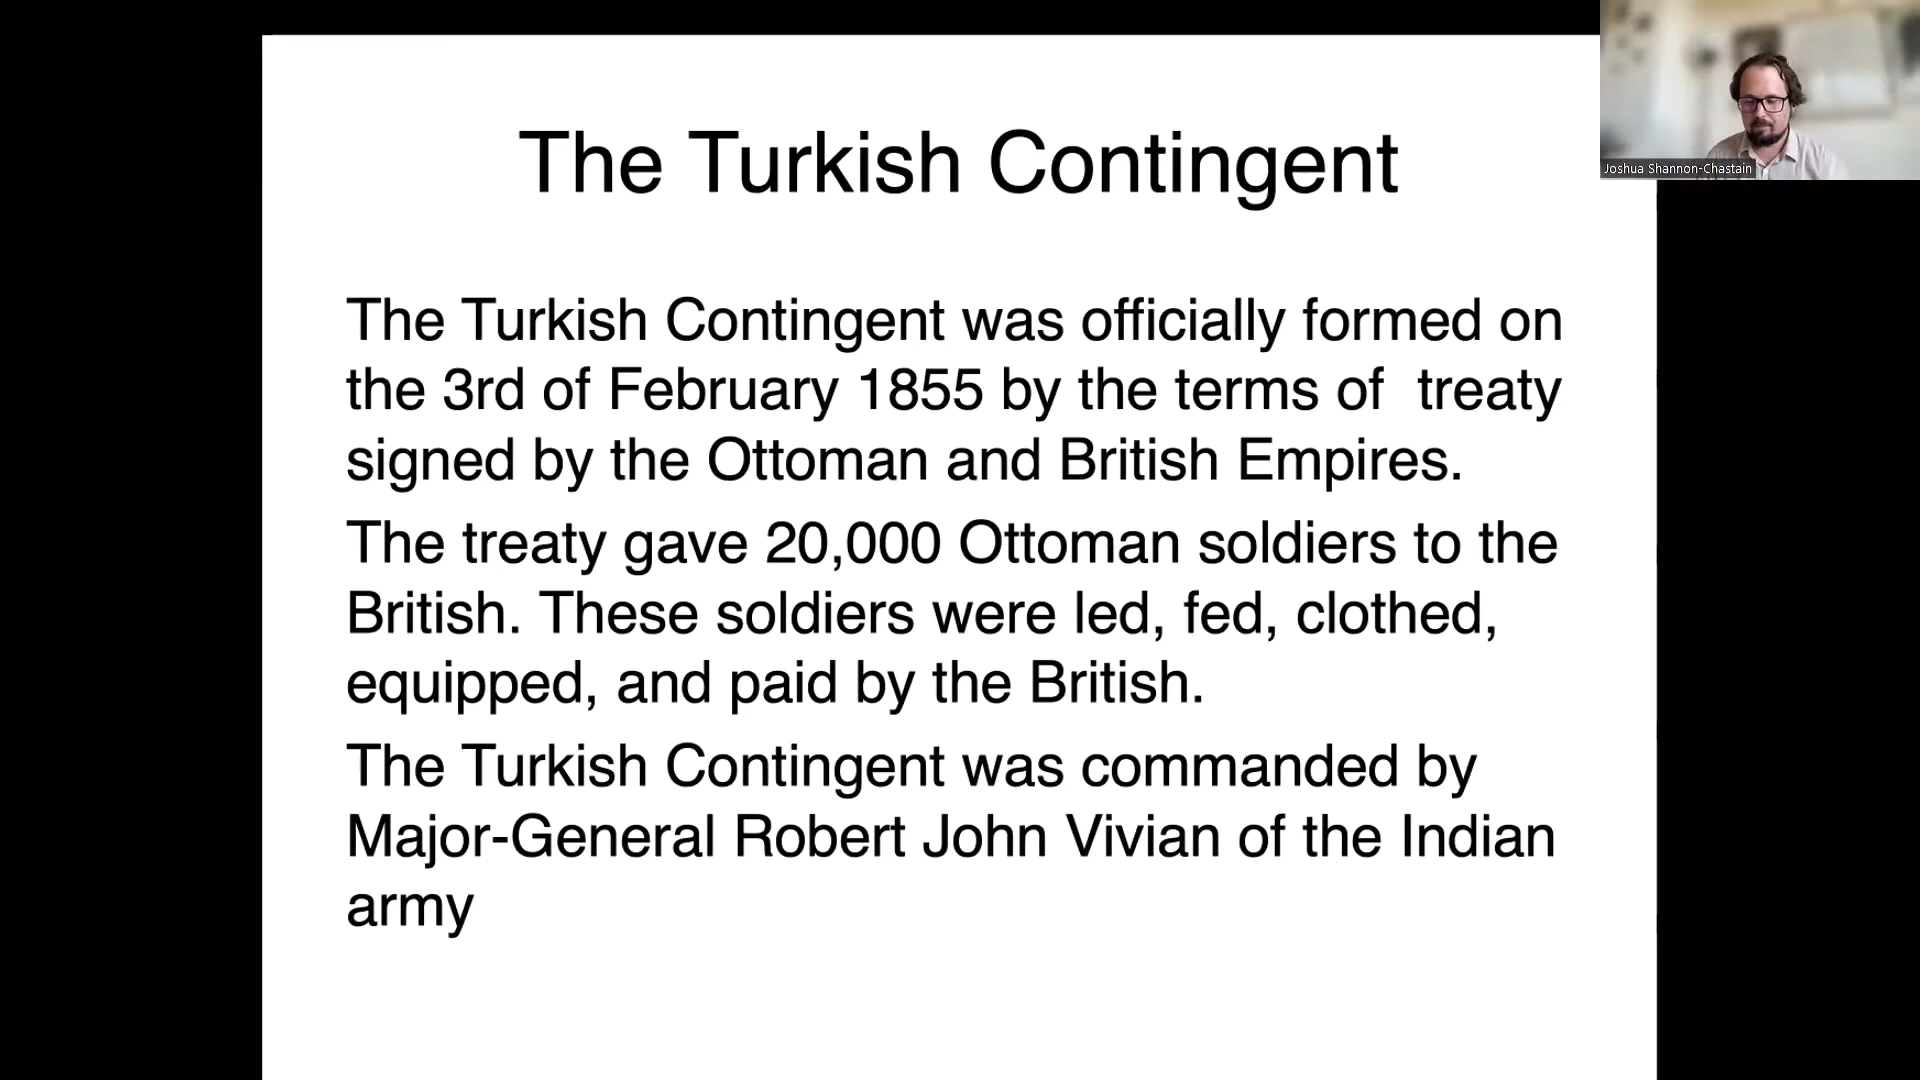 The Turkish Contingent
Joshua Shannon-Chastain
The Turkish Contingent was officially formed on
the 3rd of February 1855 by the terms of  treaty
signed by the Ottoman and British Empires.
The treaty gave 20,000 Ottoman soldiers to the
British. These soldiers were led, fed, clothed,
equipped, and paid by the British.
The Turkish Contingent was commanded by
Major-General Robert John Vivian of the Indian
army